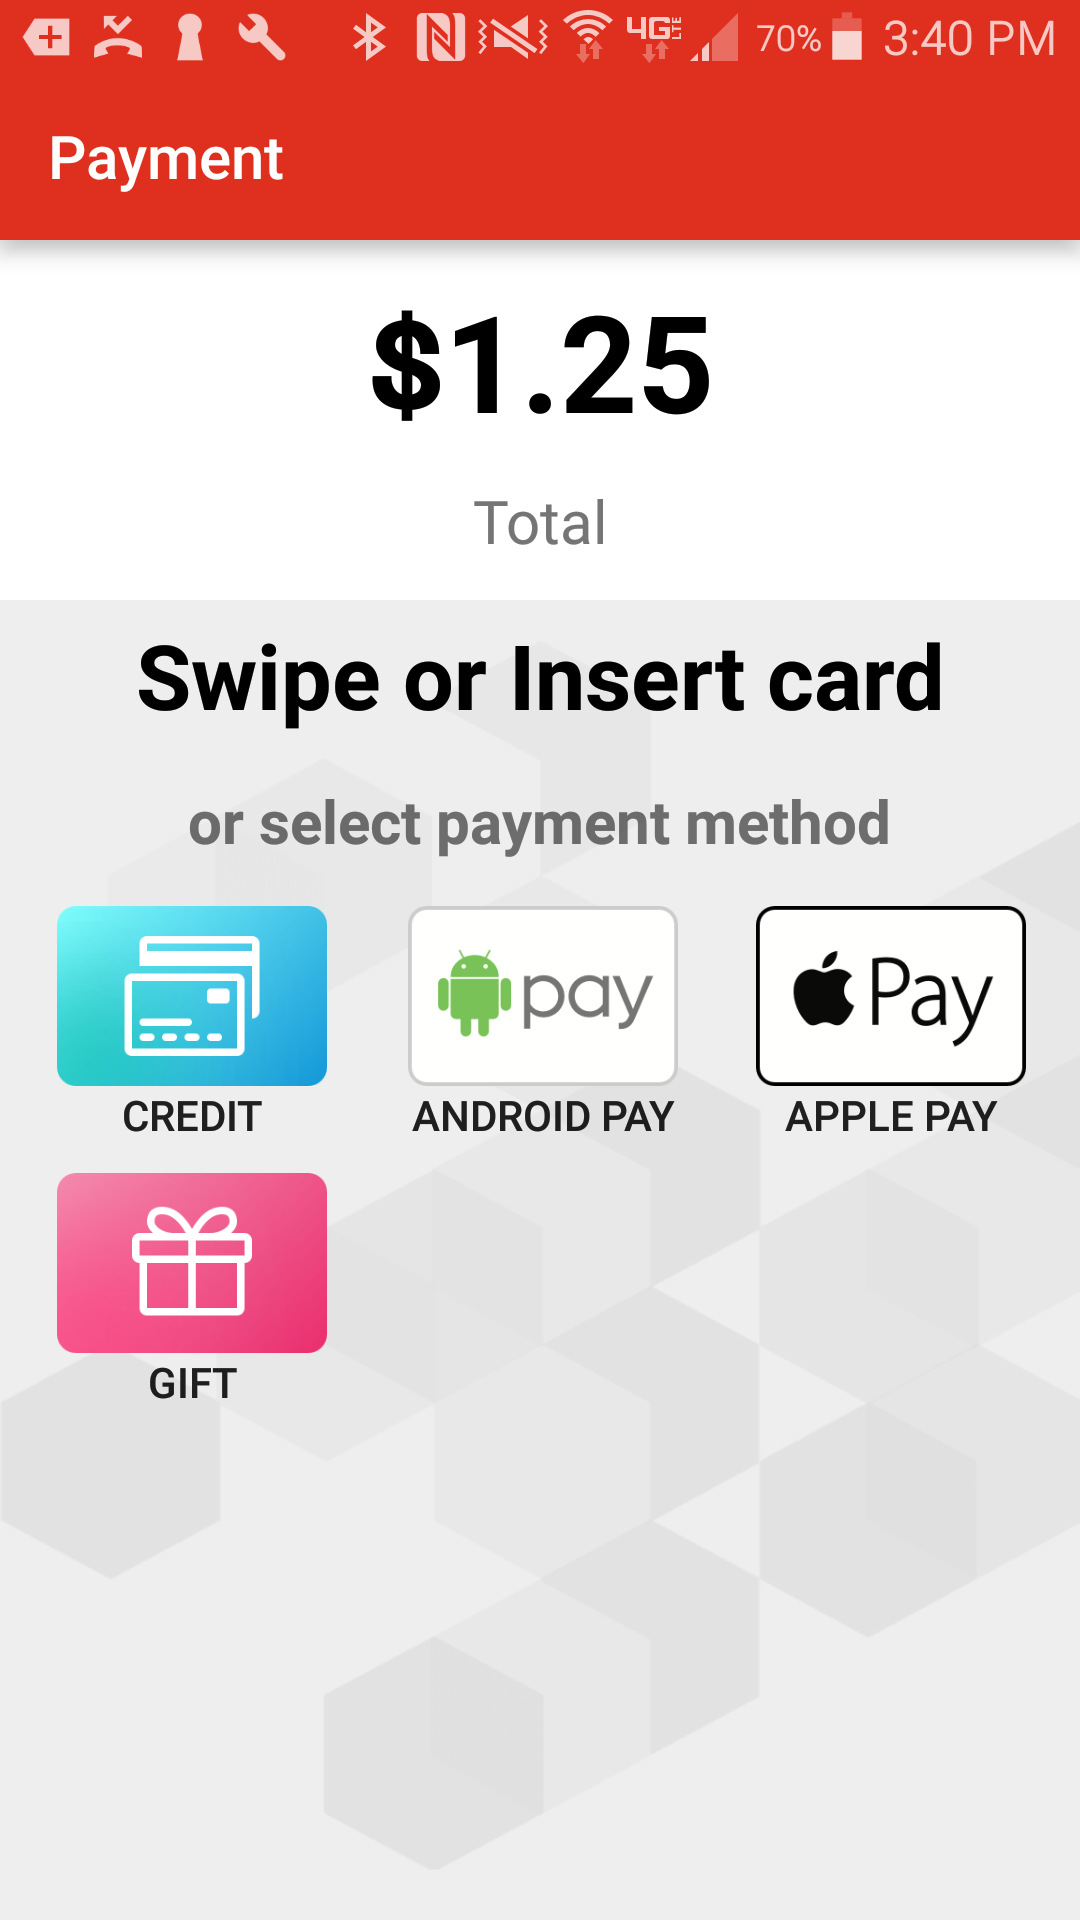 4G LTE 70% 3:40 PM
Payment
$1.25
Total
Swipe or Insert card
or select payment method
pay Pay
CREDIT ANDROID PAY APPLE PAY
GIFT